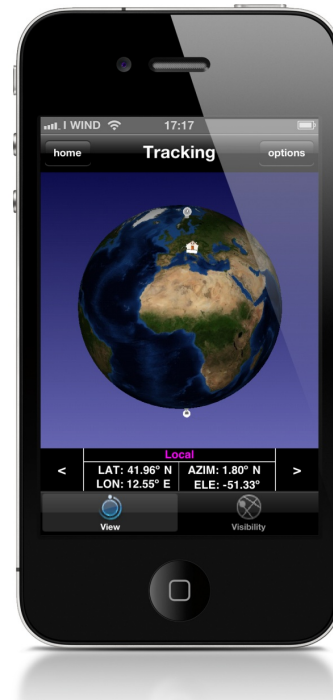 I WIND 17:17
home Tracking options
Local
< LAT: 41.96° N AZIM: 1.80° N >
LON: 12.55° E ELE: -51.33°
View Visibility